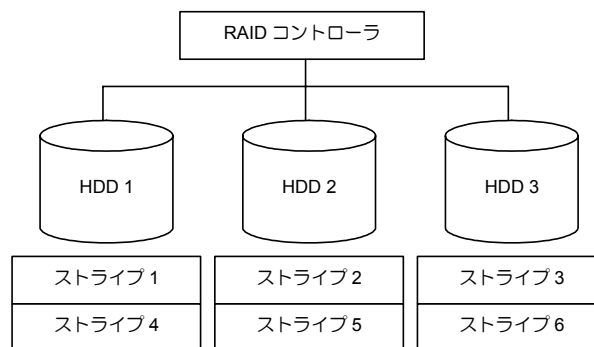 RAID コントローラ
HDD 1
HDD 2
HDD 3
ストライプ 1
ストライプ 2
ストライプ 3
ストライプ 4
ストライプ 5
ストライプ 6